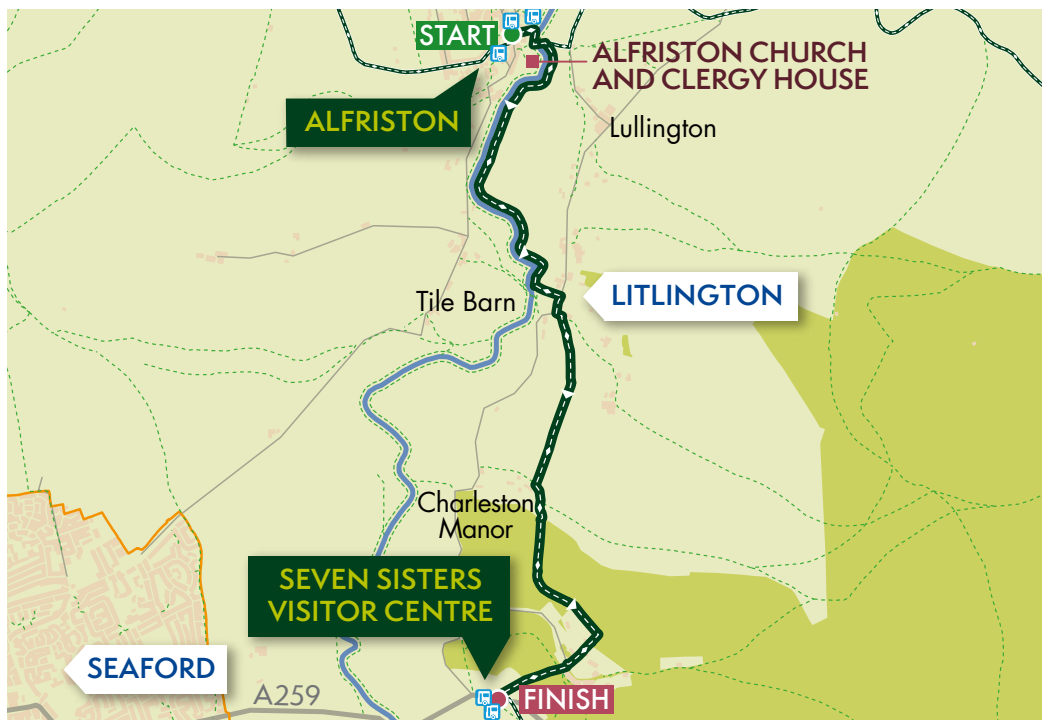 START
ALFRISTON CHURCH
AND CLERGY HOUSE
ALFRISTON
Lullington
Tile Barn
LITLINGTON
Charleston
Manor
SEVEN SISTERS
VISITOR CENTRE
SEAFORD
A259
FINISH